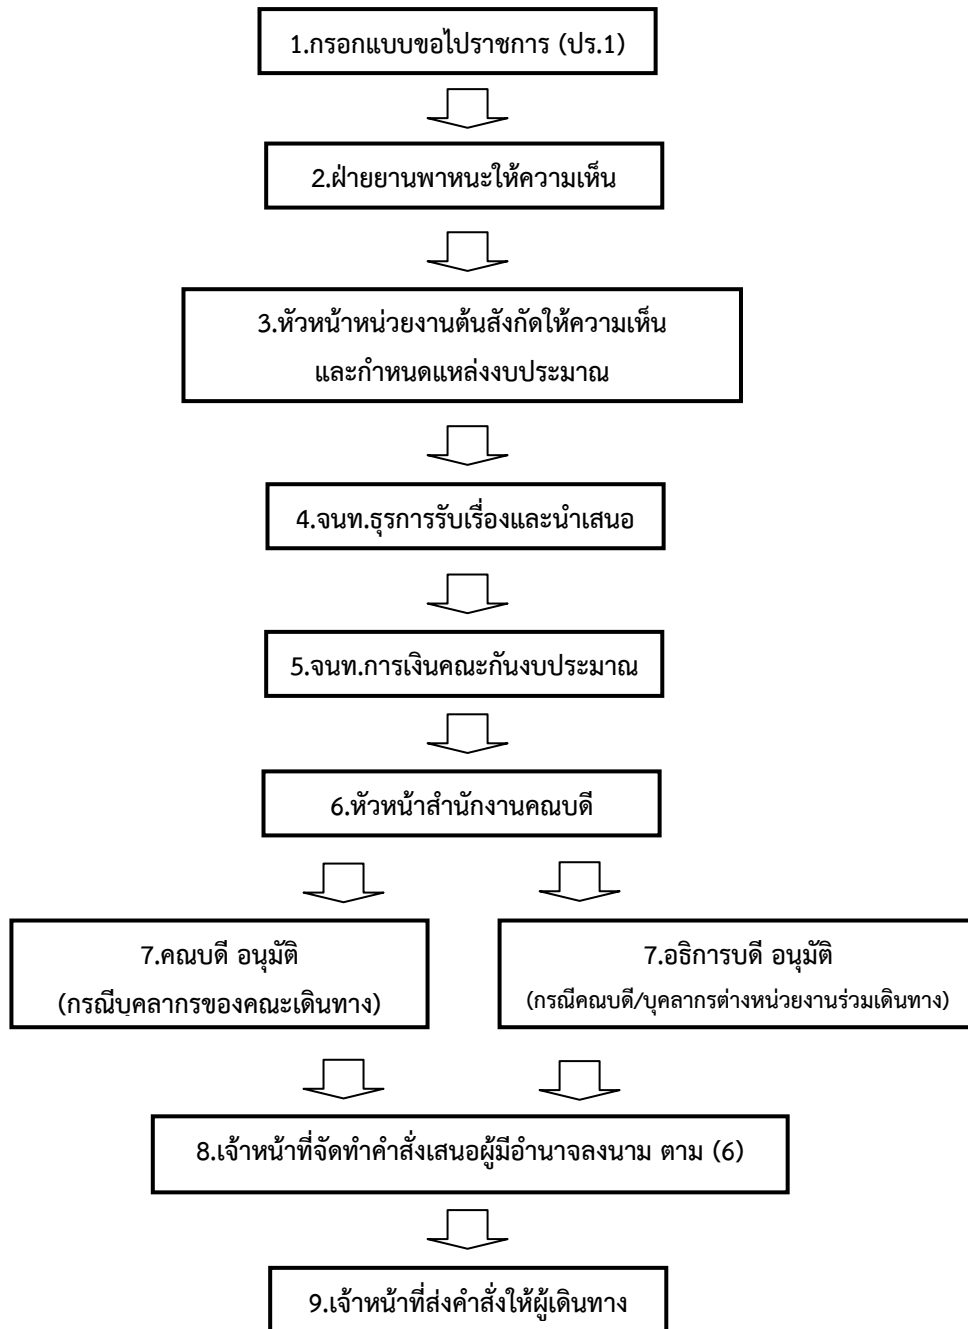 1.กรอกแบบขอไปราชการ (ปร.1)
2.ฝ่ายยานพาหนะให้ความเห็น
3.หัวหน้าหน่วยงานต้นสังกัดให้ความเห็น
และกำหนดแหล่งงบประมาณ
4.จนท.ธุรการรับเรื่องและนำเสนอ
5.จนท.การเงินคณะกันงบประมาณ
6.หัวหน้าสำนักงานคณบดี
7.คณบดี อนุมัติ
(กรณีบุคลากรของคณะเดินทาง)
7.อธิการบดี อนุมัติ
(กรณีคณบดี/บุคลากรต่างหน่วยงานร่วมเดินทาง)
8.เจ้าหน้าที่จัดทำคำสั่งเสนอผู้มีอำนาจลงนาม ตาม (6)
9.เจ้าหน้าที่ส่งคำสั่งให้ผู้เดินทาง